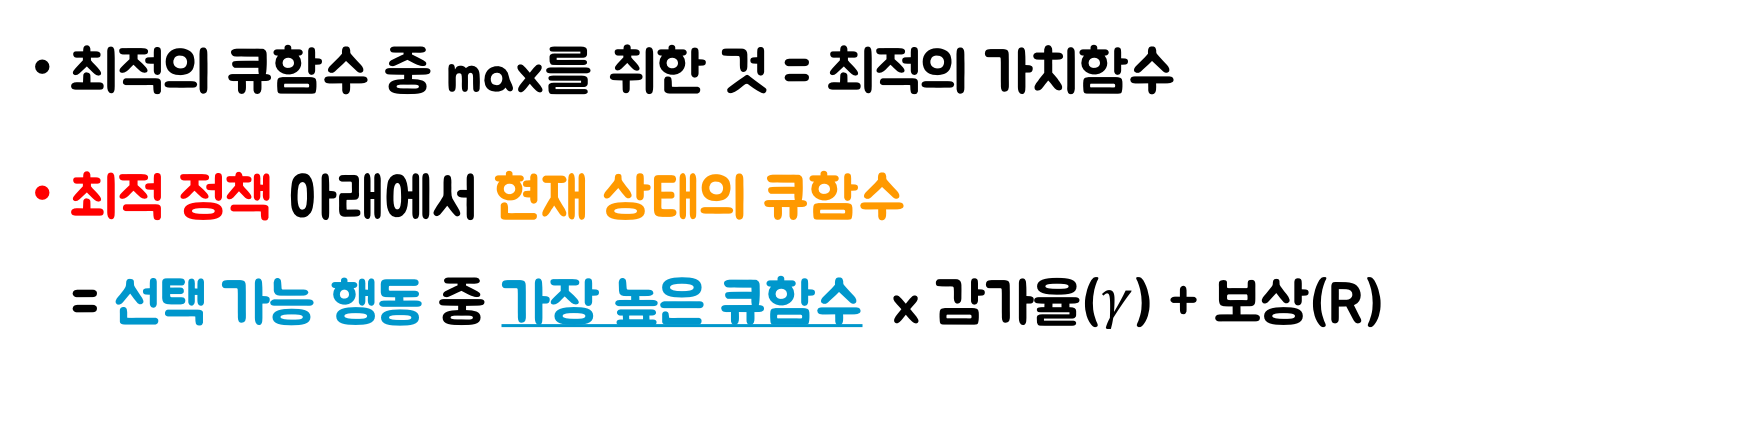 • 최적의 큐함수 중 max를 취한 것 = 최적의 가치함수
• 최적 정책 아래에서 현재 상태의 큐함수
= 선택 가능 행동 중 가장 높은 큐함수 x 감가율(γ) + 보상(R)